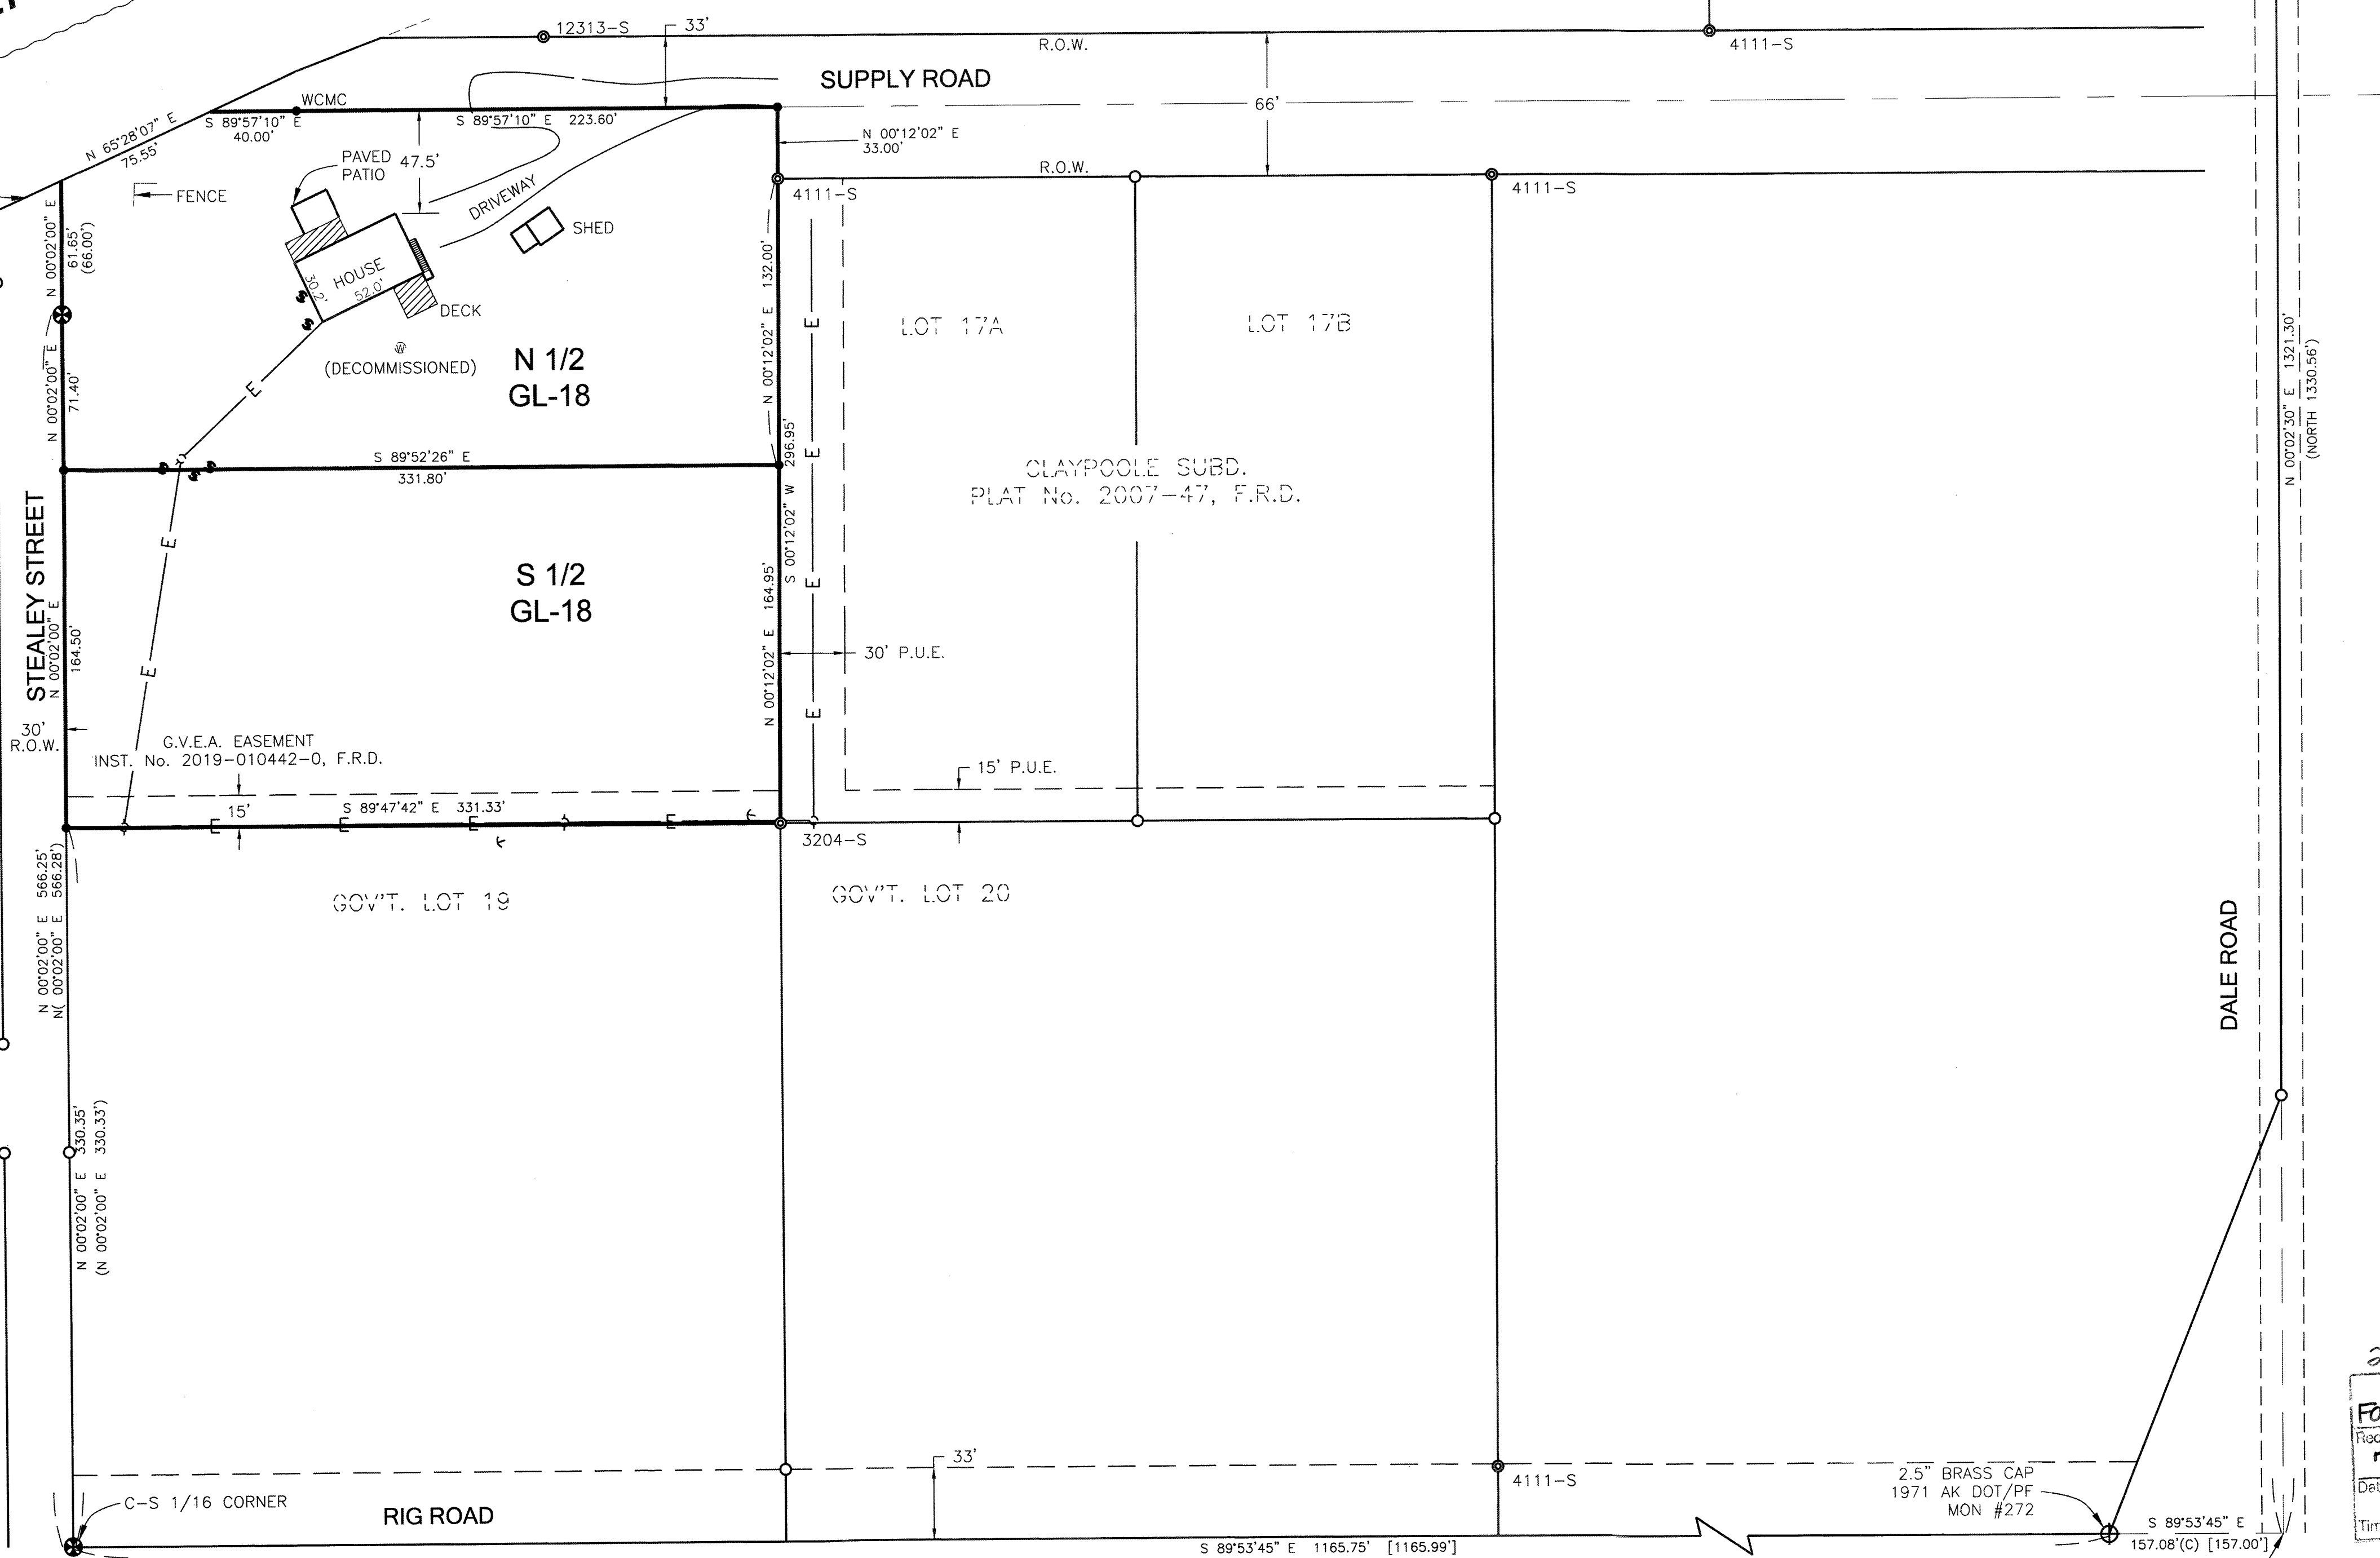 12313-S
33'
R.O.W.
4111-S
SUPPLY ROAD
WCMC
66'
S 89°57'10" E
40.00'
S 89°57'10" E 223.60'
N 65°28'07" E
75.55'
N 00°12'02" E
33.00'
PAVED
PATIO
47.5'
R.O.W.
FENCE
DRIVEWAY
4111-S
4111-S
SHED
N 00°02'00" E
61.65'
(66.00')
HOUSE
30.2'
52.0'
DECK
N 00°12'02" E 132.00'
LOT 17A
LOT 17B
(DECOMMISSIONED)
W
N 1/2
GL-18
N 00°02'00" E
71.40'
E
E
E
E
E
S 89°52'26" E
331.80'
S 00°12'02" W 296.95'
CLAYPOOLE SUBD.
PLAT No. 2007-47, F.R.D.
N 00°02'30" E 1321.30'
(NORTH 1330.56')
STEALEY STREET
N 00°02'00" E
164.50'
E
E
S 1/2
GL-18
N 00°12'02" E 164.95'
30' P.U.E.
30'
R.O.W.
G.V.E.A. EASEMENT
INST. No. 2019-010442-0, F.R.D.
15' P.U.E.
15'
S 89°47'42" E 331.33'
E E E E
3204-S
N 00°02'00" E 566.25'
N( 00°02'00" E 566.28')
GOV'T. LOT 19
GOV'T. LOT 20
DALE ROAD
N 00°02'00" E 330.35'
(N 00°02'00" E 330.33')
33'
4111-S
C-S 1/16 CORNER
RIG ROAD
2.5" BRASS CAP
1971 AK DOT/PF
MON #272
S 89°53'45" E 1165.75' [1165.99']
S 89°53'45" E
157.08'(C) [157.00']